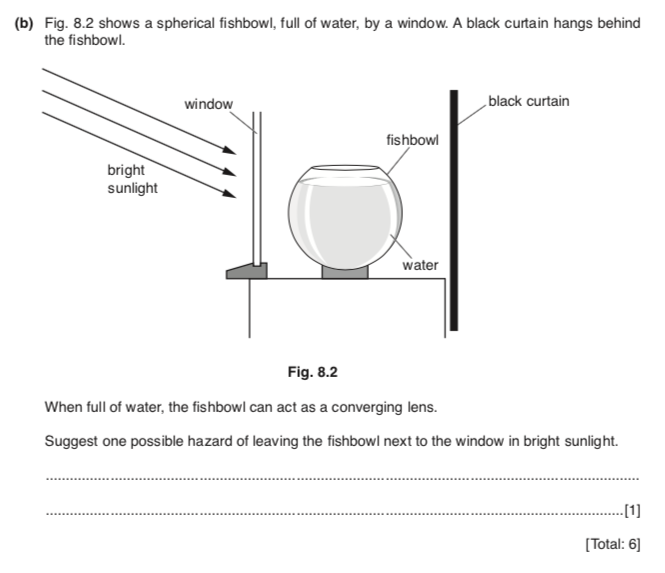 (b) Fig. 8.2 shows a spherical fishbowl, full of water, by a window. A black curtain hangs behind
the fishbowl.
window
black curtain
fishbowl
bright
sunlight
water
Fig. 8.2
When full of water, the fishbowl can act as a converging lens.
Suggest one possible hazard of leaving the fishbowl next to the window in bright sunlight.
[1]
[Total: 6]